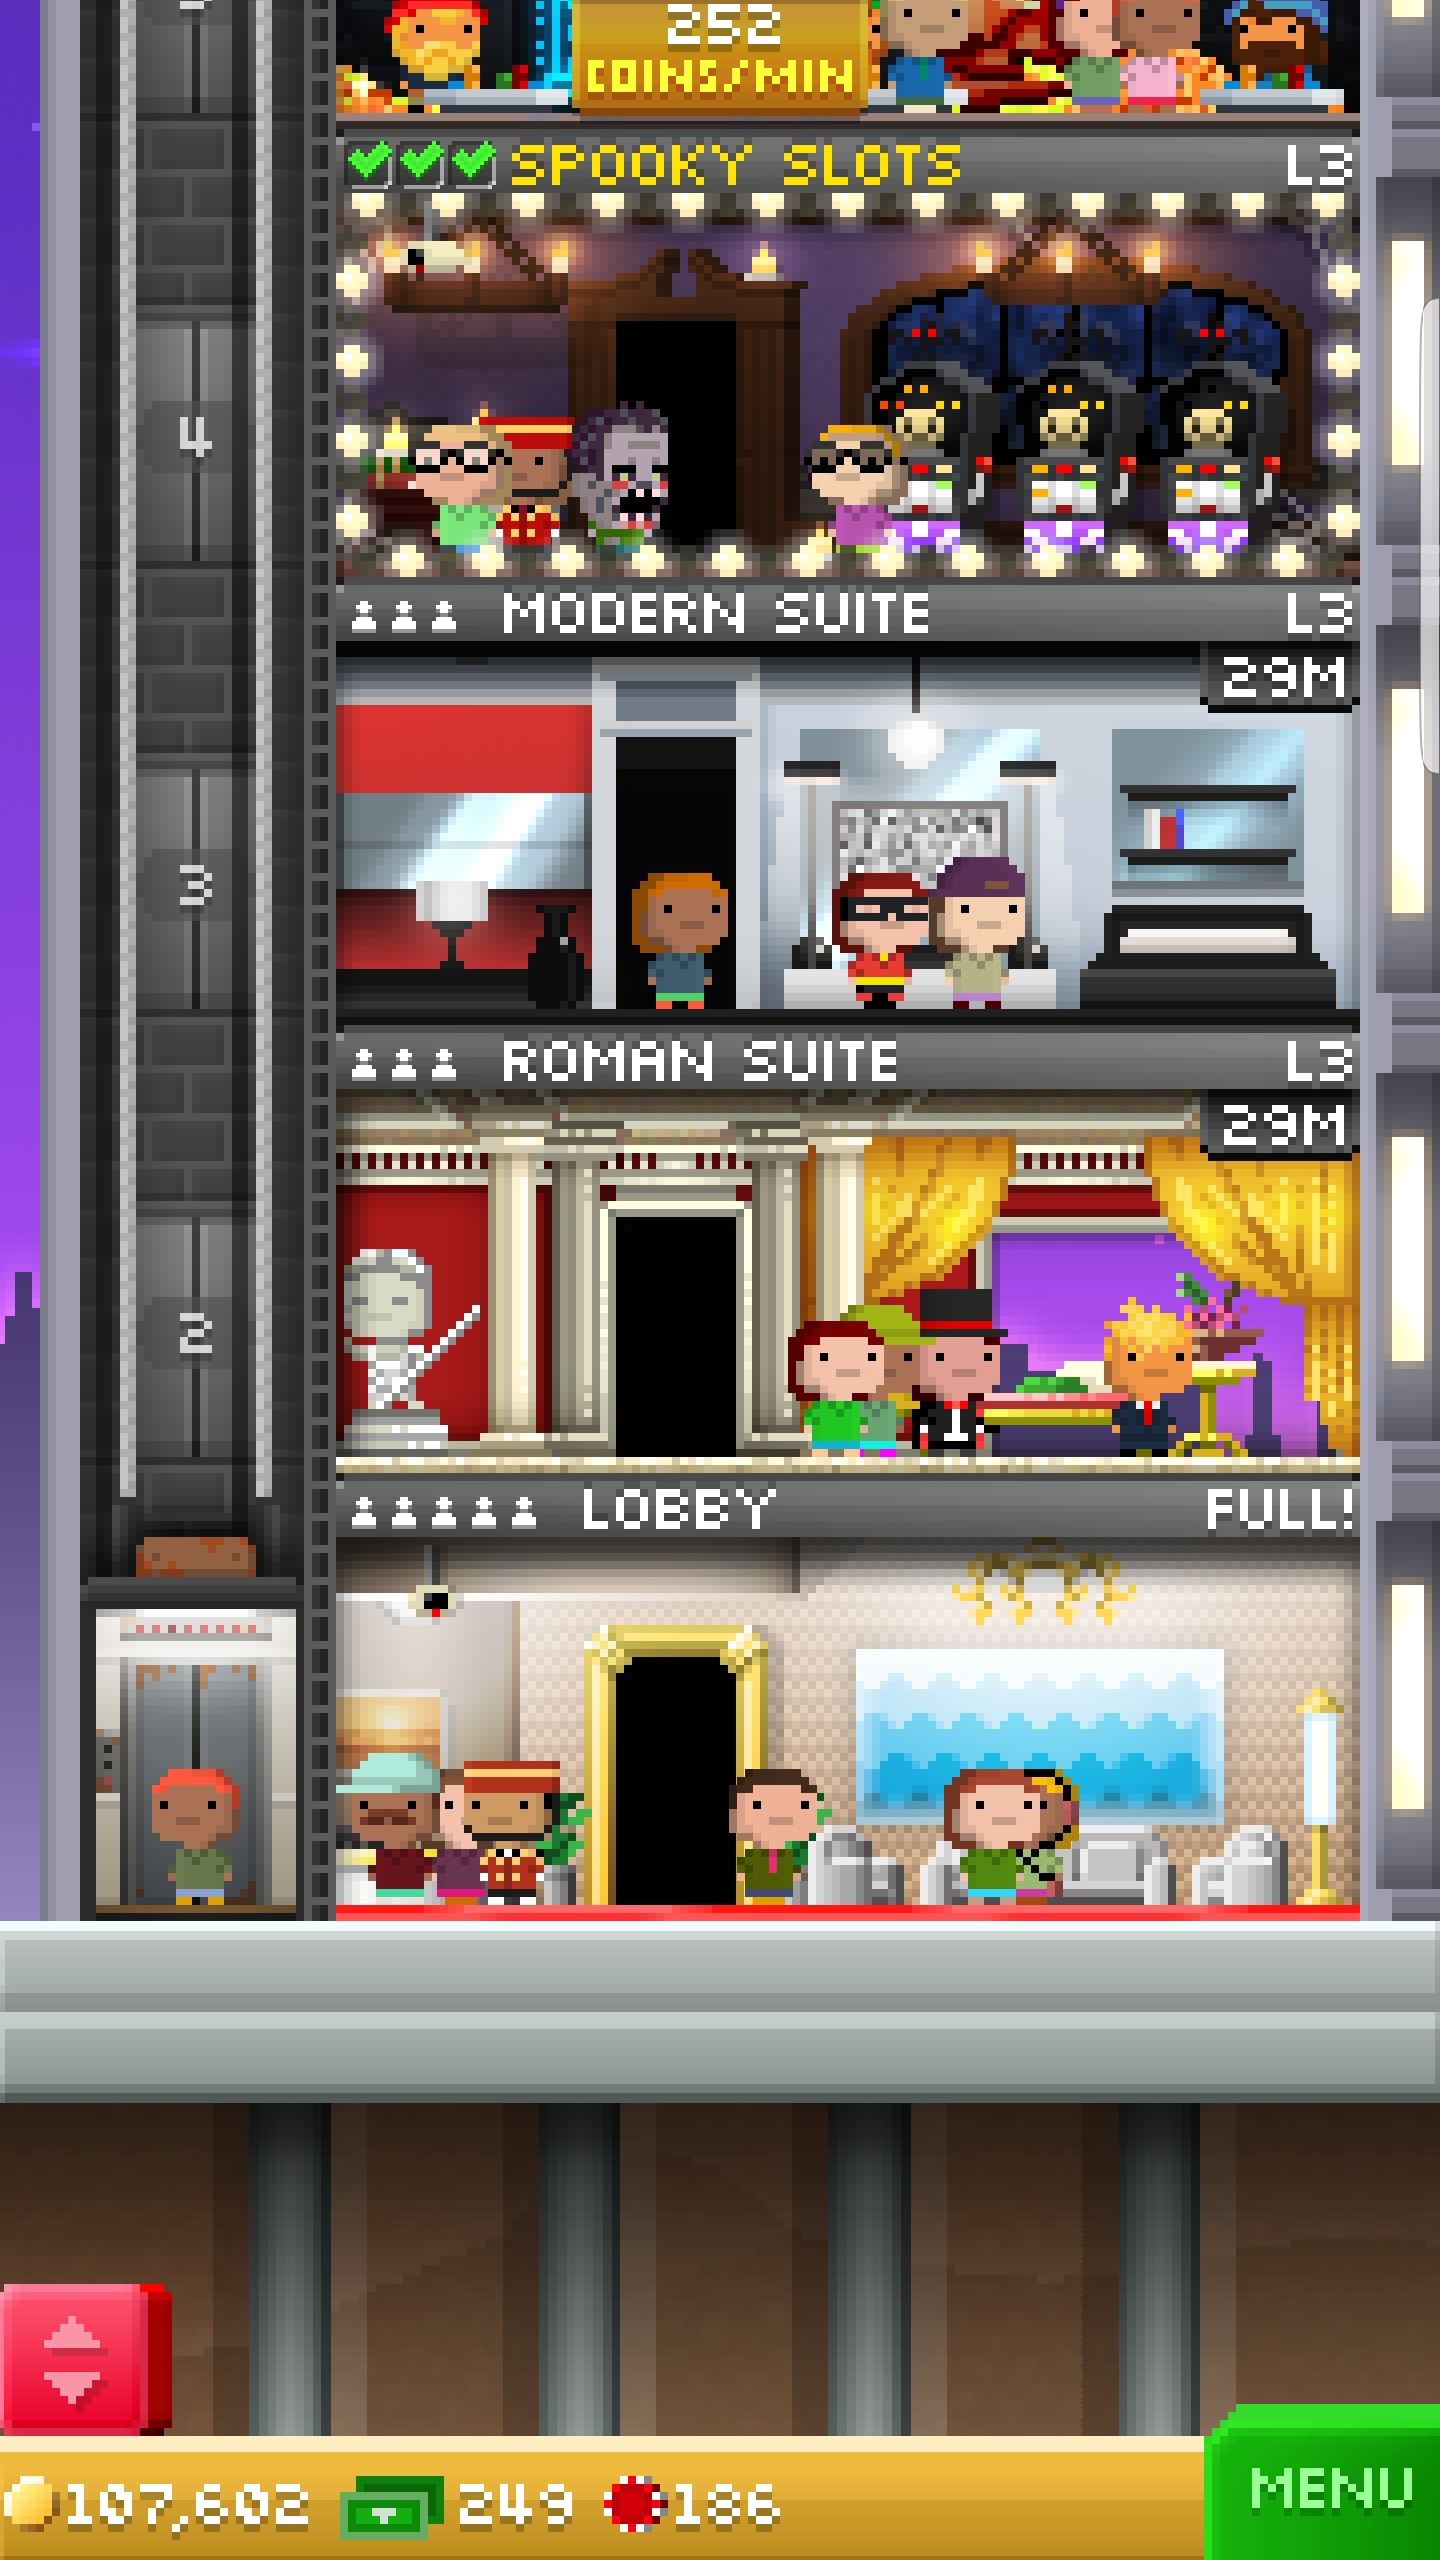 252
COINS/MIN
SPOOKY SLOTS L3
4
MODERN SUITE L3
29M
3
ROMAN SUITE L3
29M
2
LOBBY FULL!
107,602 249 186
MENU